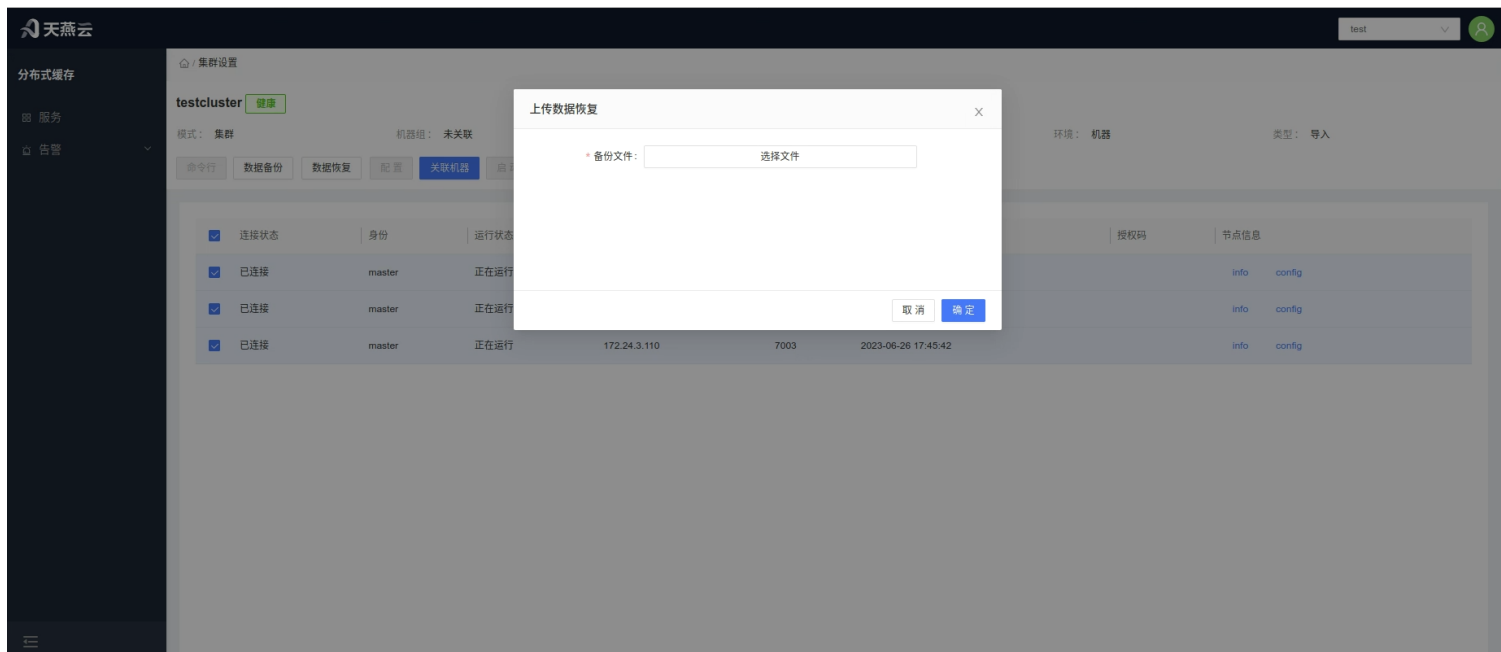 天燕云
test
分布式缓存
服务
告警
/ 集群设置
testcluster 健康
模式： 集群 机器组： 未关联 环境： 机器 类型： 导入
命令行 数据备份 数据恢复 配 置 关联机器
上传数据恢复
* 备份文件： 选择文件
取 消 确 定
连接状态 身份 运行状态 授权码 节点信息
已连接 master 正在运行 info config
已连接 master 正在运行 info config
已连接 master 正在运行 172.24.3.110 7003 2023-06-26 17:45:42 info config